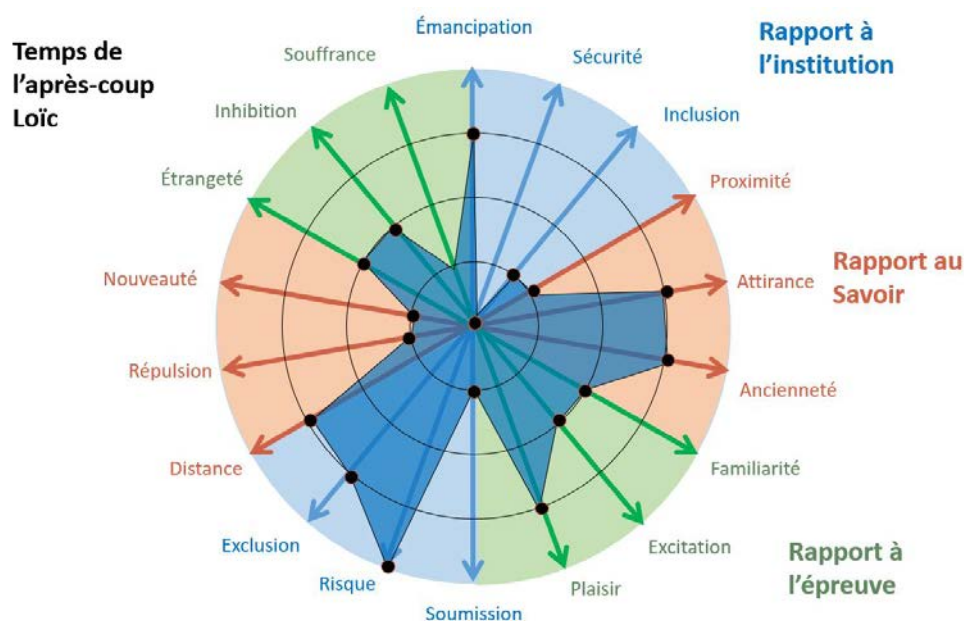 Temps de
l'après-coup
Loïc
Émancipation
Souffrance
Sécurité
Rapport à
l'institution
Inhibition
Inclusion
Étrangeté
Proximité
Nouveauté
Attirance
Rapport au
Savoir
Répulsion
Ancienneté
Distance
Familiarité
Exclusion
Excitation
Rapport à
l'épreuve
Risque
Plaisir
Soumission